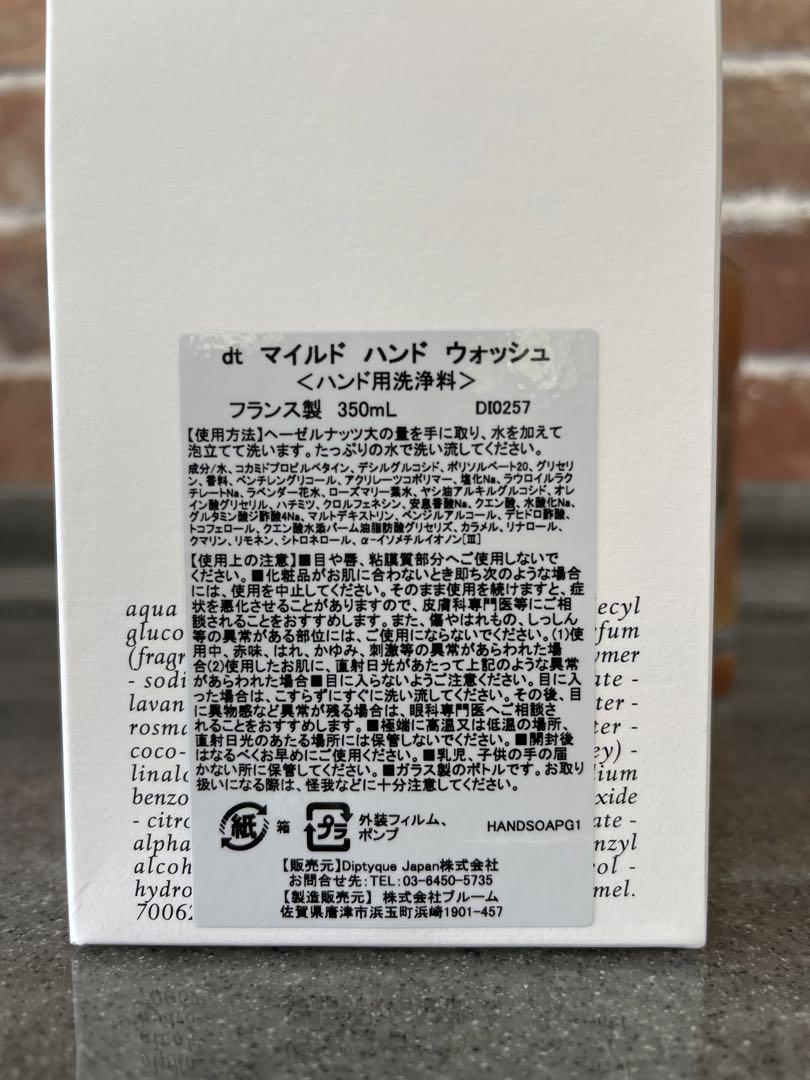 dt マイルド ハンド ウォッシュ
＜ハンド用洗浄料＞
フランス製 350mL DI0257
【使用方法】ヘーゼルナッツ大の量を手に取り、水を加えて
泡立てて洗います。たっぷりの水で洗い流してください。
成分/水、コカミドプロピルベタイン、デシルグルコシド、ポリソルベート20、グリセリ
ン、香料、ペンチレングリコール、アクリレーツコポリマー、塩化Na、ラウロイルラク
チレートNa、ラベンダー花水、ローズマリー葉水、ヤシ油アルキルグルコシド、オレ
イン酸グリセリル、ハチミツ、クロルフェネシン、安息香酸Na、クエン酸、水酸化Na、
グルタミン酸ジ酢酸4Na、マルトデキストリン、ベンジルアルコール、デヒドロ酢酸、
トコフェロール、クエン酸水添パーム油脂肪酸グリセリズ、カラメル、リナロール、
クマリン、リモネン、シトロネロール、α-イソメチルイオノン[Ⅲ]
【使用上の注意】■目や唇、粘膜質部分へご使用しないで
ください。■化粧品がお肌に合わないとき即ち次のような場合
には、使用を中止してください。そのまま使用を続けますと、症
状を悪化させることがありますので、皮膚科専門医等にご相
談されることをおすすめします。また、傷やはれもの、しっしん
等の異常がある部位には、ご使用にならないでください。(1)使
用中、赤味、はれ、かゆみ、刺激等の異常があらわれた場
合(2)使用したお肌に、直射日光があたって上記のような異常
があらわれた場合■目に入らないようご注意ください。目に入
った場合は、こすらずにすぐに洗い流してください。その後、目
に異物感など異常が残る場合は、眼科専門医へご相談さ
れることをおすすめします。■極端に高温又は低温の場所、
直射日光のあたる場所には保管しないでください。■開封後
はなるべくお早めにご使用ください。■乳児、子供の手の届
かない所に保管してください。■ガラス製のボトルです。お取り
扱いになる際は、怪我などに十分注意してください。
紙 箱 プラ 外装フィルム、
ポンプ HANDSOAPG1
【販売元】Diptyque Japan株式会社
お問合せ先:TEL:03-6450-5735
【製造販売元】 株式会社ブルーム
佐賀県唐津市浜玉町浜崎1901-457
aqua ecyl
gluco rfum
(fragr ymer
- sodi ate -
lavan ter -
rosma ter -
coco- ey) -
linalo lium
benzo oxide
- citro ate -
alpha nzyl
alcoh rol -
hydro mel.
7006